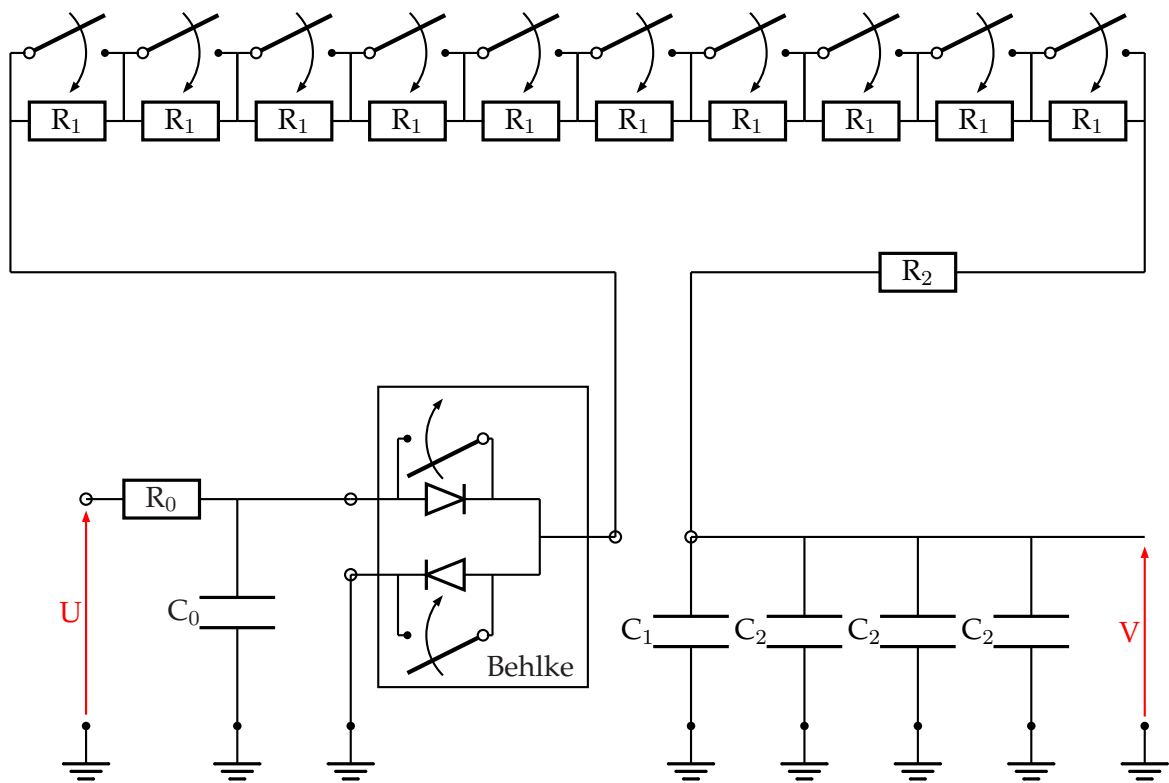 R₁ R₁ R₁ R₁ R₁ R₁ R₁ R₁ R₁ R₁
R₂
R₀
U C₀ C₁ C₂ C₂ C₂ V
Behlke